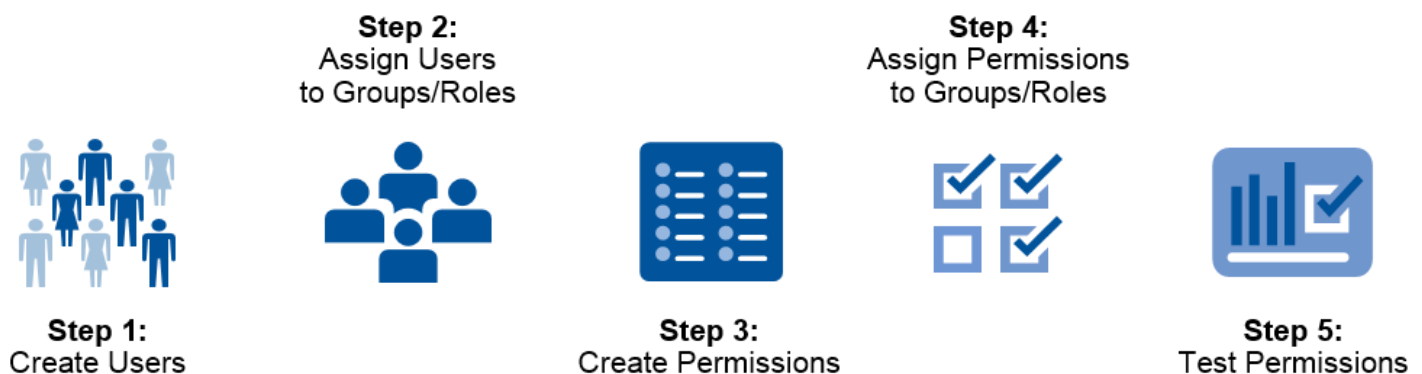 Step 1:
Create Users
Step 2:
Assign Users
to Groups/Roles
Step 3:
Create Permissions
Step 4:
Assign Permissions
to Groups/Roles
Step 5:
Test Permissions